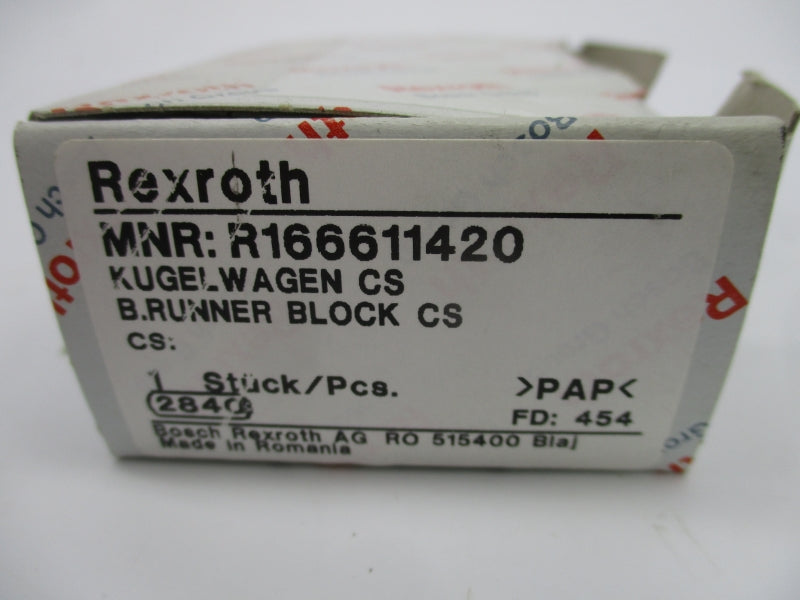 Rexroth
MNR: R166611420
KUGELWAGEN CS
B.RUNNER BLOCK CS
CS:
1 Stück/Pcs.
>PAP<
2840
FD: 454
Bosch Rexroth AG RO 515400 Blaj
Made in Romania